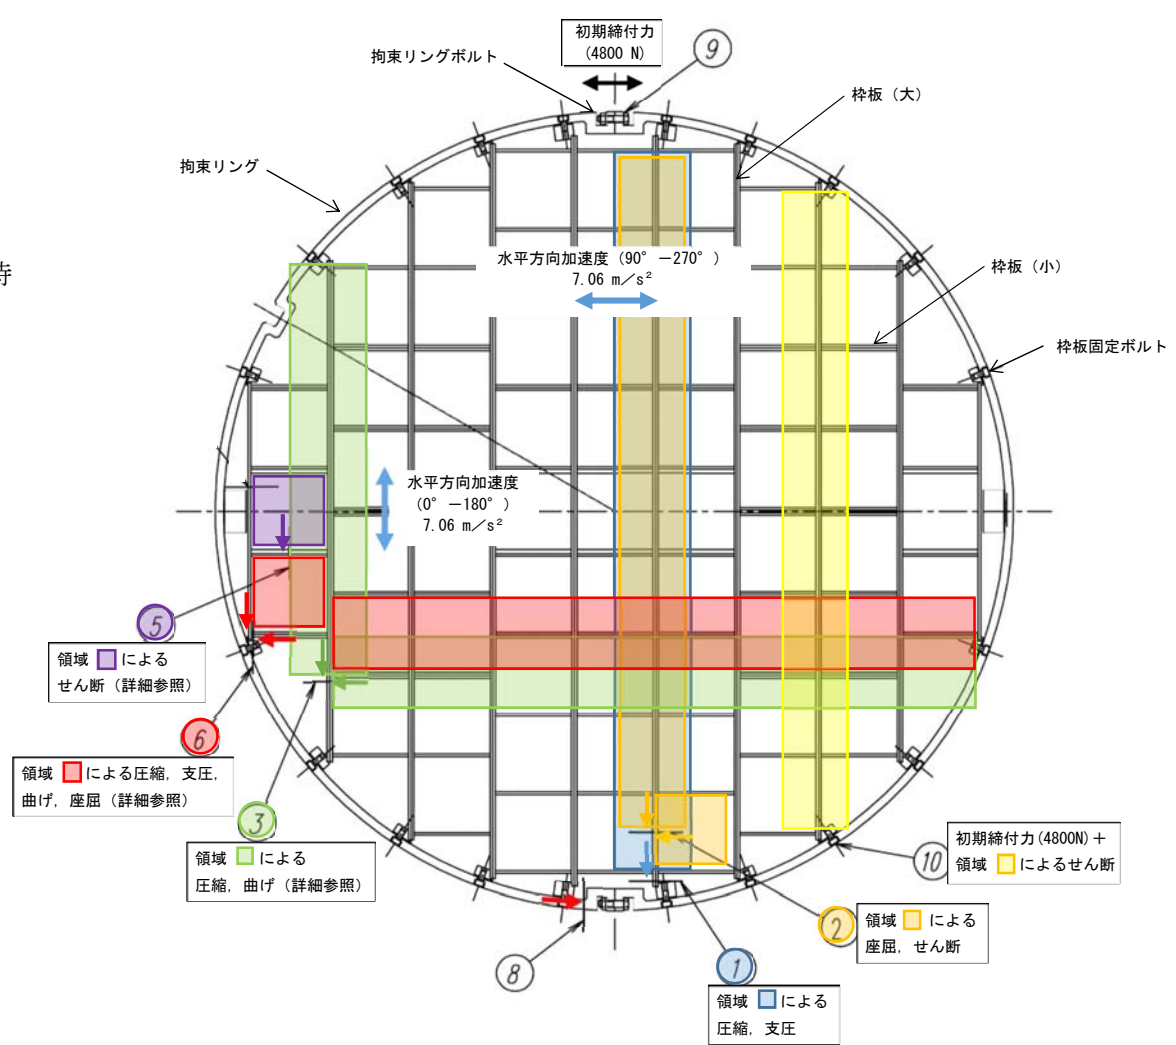 初期締付力
(4800 N)
9
拘束リングボルト
枠板（大）
拘束リング
時
水平方向加速度（90°－270°）
7.06 m／s²
枠板（小）
枠板固定ボルト
水平方向加速度
（0°－180°）
7.06 m／s²
5
領域 による
せん断（詳細参照）
6
領域 による圧縮，支圧，
曲げ，座屈（詳細参照）
3
領域 による
圧縮，曲げ（詳細参照）
10
初期締付力(4800N)＋
領域 によるせん断
2
領域 による
座屈，せん断
8
1
領域 による
圧縮，支圧